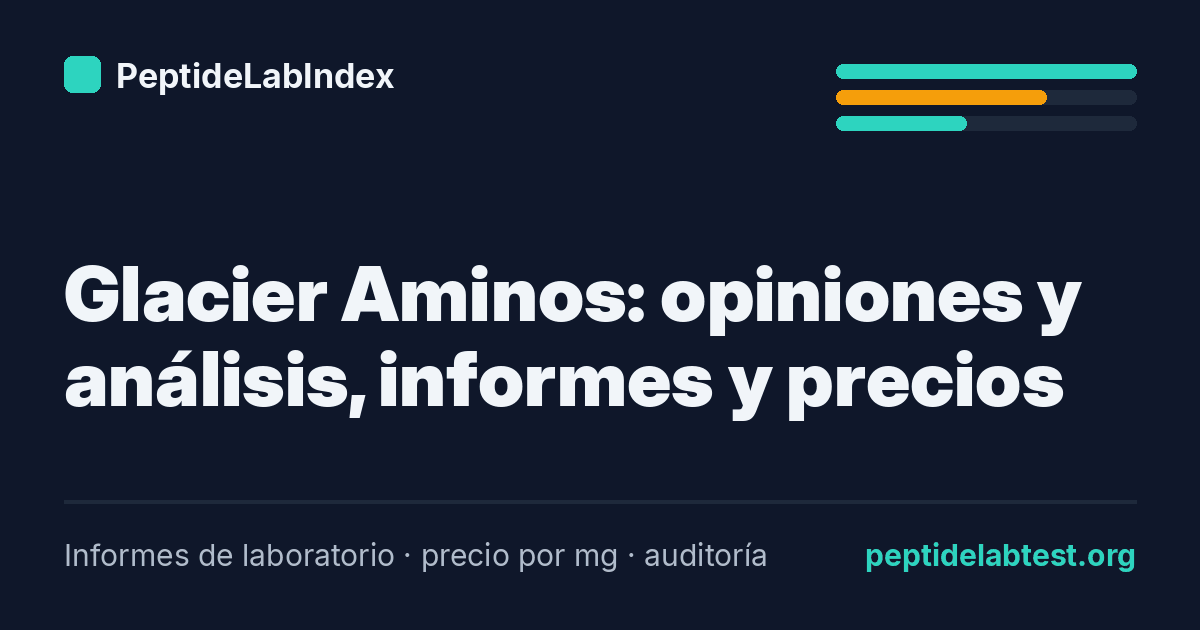 PeptideLabIndex
Glacier Aminos: opiniones y
análisis, informes y precios
Informes de laboratorio · precio por mg · auditoría
peptidelabtest.org